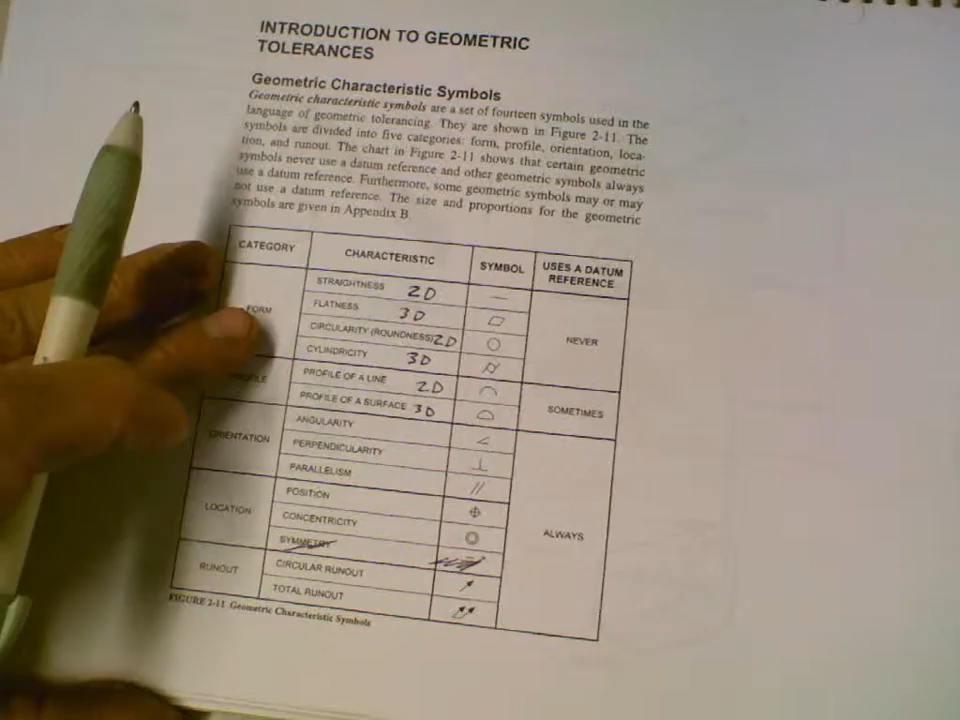 INTRODUCTION TO GEOMETRIC
TOLERANCES
Geometric Characteristic Symbols
Geometric characteristic symbols are a set of fourteen symbols used in the
language of geometric tolerancing. They are shown in Figure 2-11. The
symbols are divided into five categories: form, profile, orientation, loca-
tion, and runout. The chart in Figure 2-11 shows that certain geometric
symbols never use a datum reference and other geometric symbols always
use a datum reference. Furthermore, some geometric symbols may or may
not use a datum reference. The size and proportions for the geometric
symbols are given in Appendix B.
CATEGORY CHARACTERISTIC SYMBOL USES A DATUM
REFERENCE
FORM STRAIGHTNESS 2D —
FLATNESS 3D ▱
CIRCULARITY (ROUNDNESS) 2D ○
CYLINDRICITY 3D ⌭
NEVER
PROFILE PROFILE OF A LINE 2D ⌒
PROFILE OF A SURFACE 3D ⌓
SOMETIMES
ORIENTATION ANGULARITY ∠
PERPENDICULARITY ⊥
PARALLELISM //
LOCATION POSITION ⌖
CONCENTRICITY ◎
SYMMETRY
RUNOUT CIRCULAR RUNOUT ↗
TOTAL RUNOUT ⌰
ALWAYS
FIGURE 2-11 Geometric Characteristic Symbols